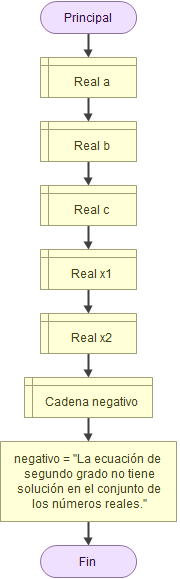 Principal
Real a
Real b
Real c
Real x1
Real x2
Cadena negativo
negativo = "La ecuación de
segundo grado no tiene
solución en el conjunto de
los números reales."
Fin